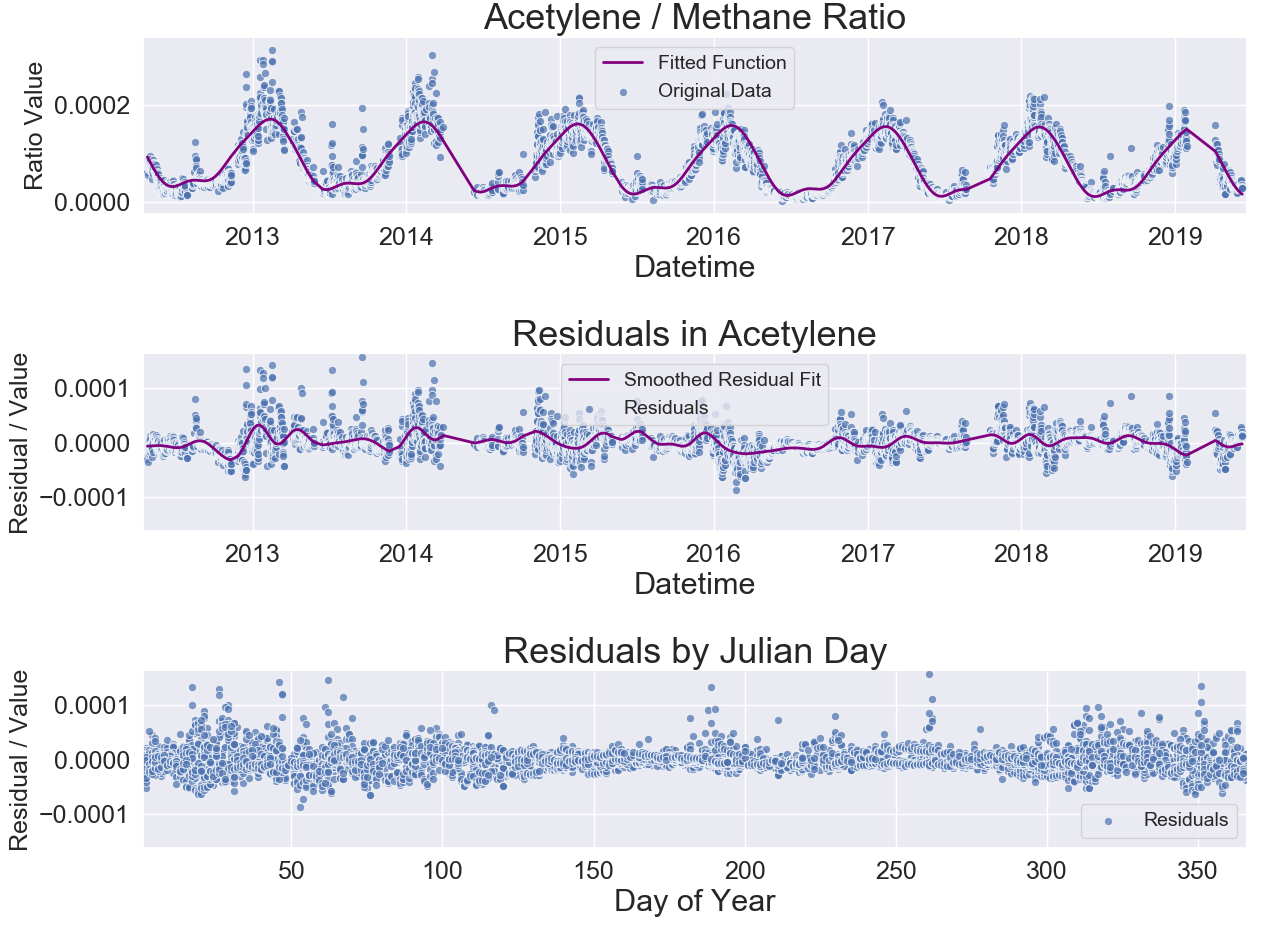 Acetylene / Methane Ratio
Fitted Function
Original Data
Ratio Value
0.0002
0.0000
2013 2014 2015 2016 2017 2018 2019
Datetime
Residuals in Acetylene
Smoothed Residual Fit
Residuals
Residual / Value
0.0001
0.0000
−0.0001
2013 2014 2015 2016 2017 2018 2019
Datetime
Residuals by Julian Day
Residual / Value
0.0001
0.0000
−0.0001
Residuals
50 100 150 200 250 300 350
Day of Year